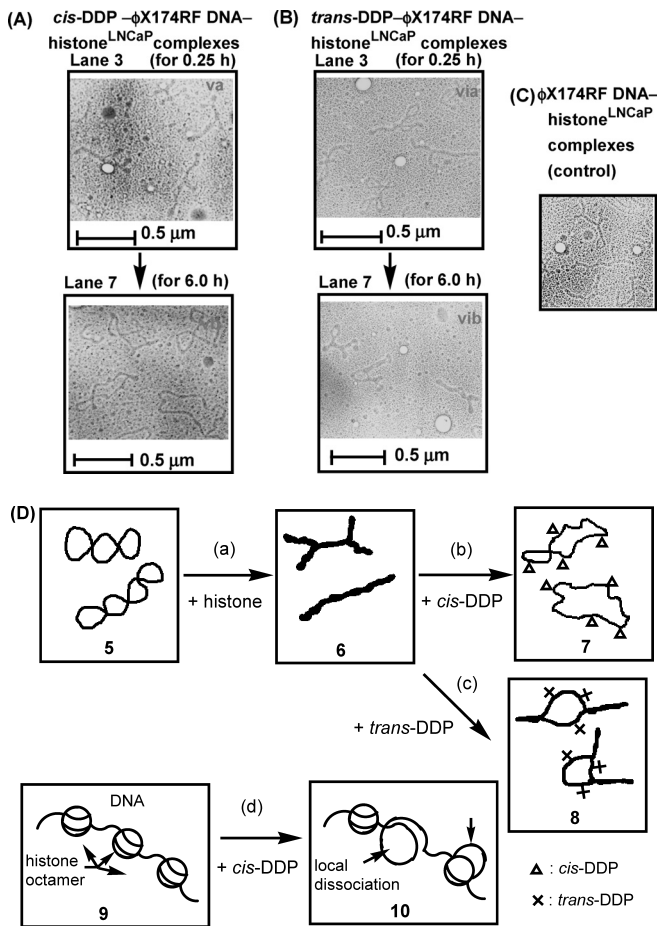 (A) cis-DDP –ϕX174RF DNA–
histoneLNCaP complexes
Lane 3 (for 0.25 h)
va
0.5 μm
Lane 7 (for 6.0 h)
0.5 μm
(B) trans-DDP–ϕX174RF DNA–
histoneLNCaP complexes
Lane 3 (for 0.25 h)
via
0.5 μm
Lane 7 (for 6.0 h)
vib
0.5 μm
(C) ϕX174RF DNA–
histoneLNCaP
complexes
(control)
(D)
5
(a)
+ histone
6
(b)
+ cis-DDP
7
(c)
+ trans-DDP
8
DNA
histone
octamer
9
(d)
+ cis-DDP
local
dissociation
10
△ : cis-DDP
× : trans-DDP